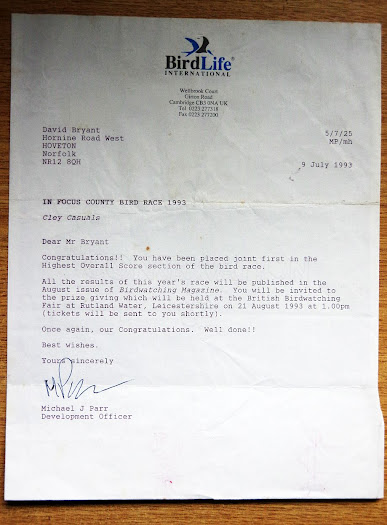 BirdLife®
INTERNATIONAL
Wellbrook Court
Girton Road
Cambridge CB3 0NA UK
Tel 0223 277318
Fax 0223 277200
David Bryant
Hornine Road West
HOVETON
Norfolk
NR12 8QH
5/7/25
MP/mh
9 July 1993
IN FOCUS COUNTY BIRD RACE 1993
Cley Casuals
Dear Mr Bryant
Congratulations!! You have been placed joint first in the
Highest Overall Score section of the bird race.
All the results of this year's race will be published in the
August issue of Birdwatching Magazine. You will be invited to
the prize giving which will be held at the British Birdwatching
Fair at Rutland Water, Leicestershire on 21 August 1993 at 1.00pm
(tickets will be sent to you shortly).
Once again, our Congratulations. Well done!!
Best wishes.
Yours sincerely
Michael J Parr
Development Officer